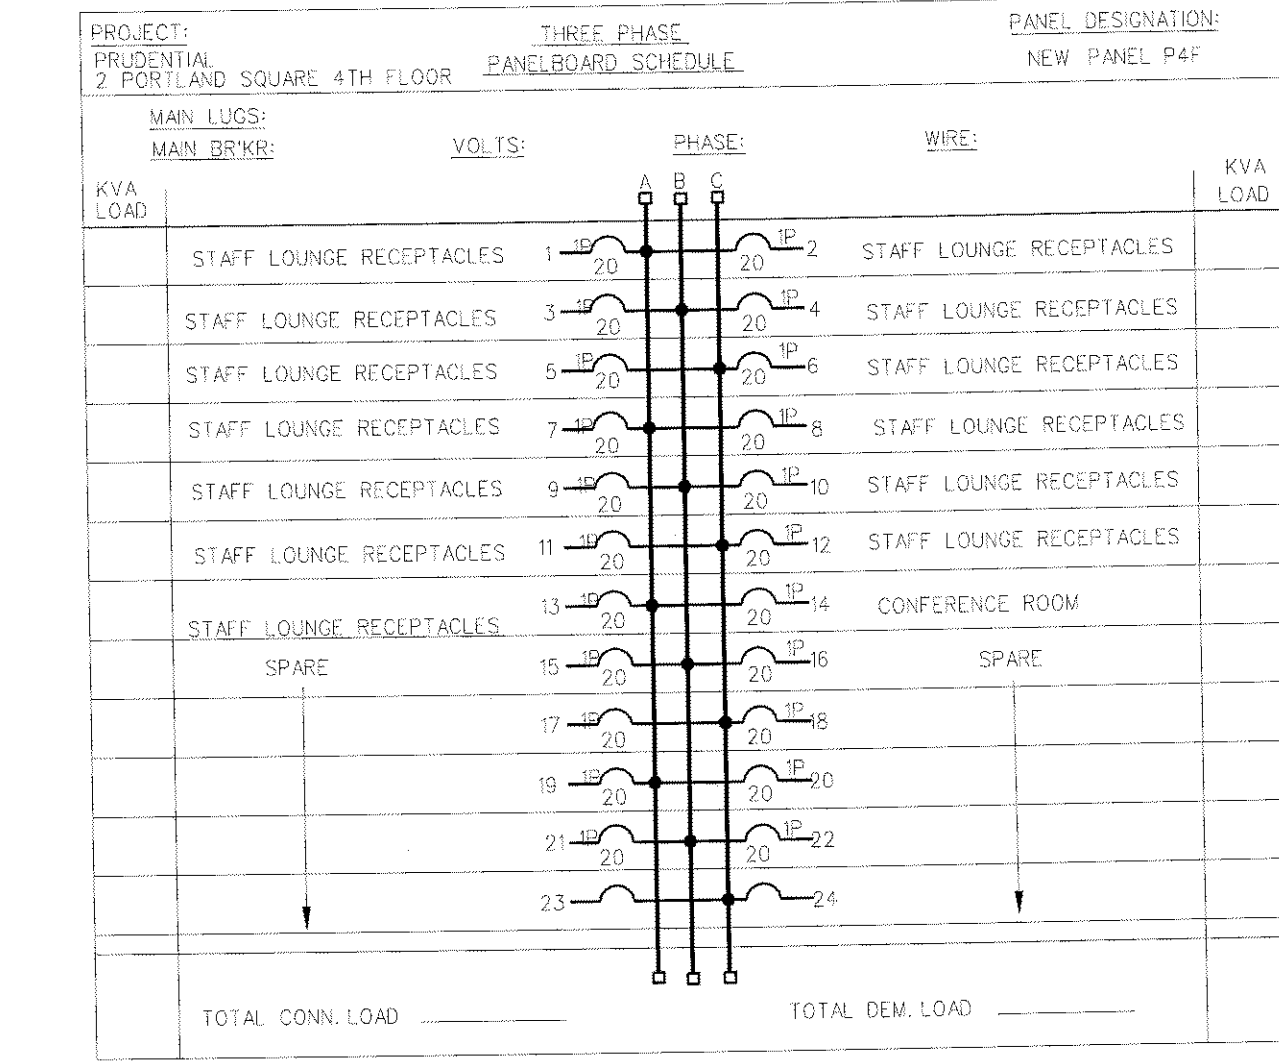 PROJECT:
THREE PHASE
PANEL DESIGNATION:
PRUDENTIAL
2 PORTLAND SQUARE 4TH FLOOR
PANELBOARD SCHEDULE
NEW PANEL P4F
MAIN LUGS:
MAIN BR'KR:
VOLTS:
PHASE:
WIRE:
KVA
LOAD
A B C
KVA
LOAD
STAFF LOUNGE RECEPTACLES 1 1P 20 20 1P 2 STAFF LOUNGE RECEPTACLES
STAFF LOUNGE RECEPTACLES 3 1P 20 20 1P 4 STAFF LOUNGE RECEPTACLES
STAFF LOUNGE RECEPTACLES 5 1P 20 20 1P 6 STAFF LOUNGE RECEPTACLES
STAFF LOUNGE RECEPTACLES 7 1P 20 20 1P 8 STAFF LOUNGE RECEPTACLES
STAFF LOUNGE RECEPTACLES 9 1P 20 20 1P 10 STAFF LOUNGE RECEPTACLES
STAFF LOUNGE RECEPTACLES 11 1P 20 20 1P 12 STAFF LOUNGE RECEPTACLES
STAFF LOUNGE RECEPTACLES 13 1P 20 20 1P 14 CONFERENCE ROOM
SPARE 15 1P 20 20 1P 16 SPARE
17 1P 20 20 1P 18
19 1P 20 20 1P 20
21 1P 20 20 1P 22
23 24
TOTAL CONN. LOAD
TOTAL DEM. LOAD